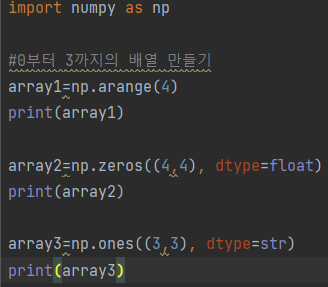 import numpy as np
#0부터 3까지의 배열 만들기
array1=np.arange(4)
print(array1)
array2=np.zeros((4,4), dtype=float)
print(array2)
array3=np.ones((3,3), dtype=str)
print(array3)